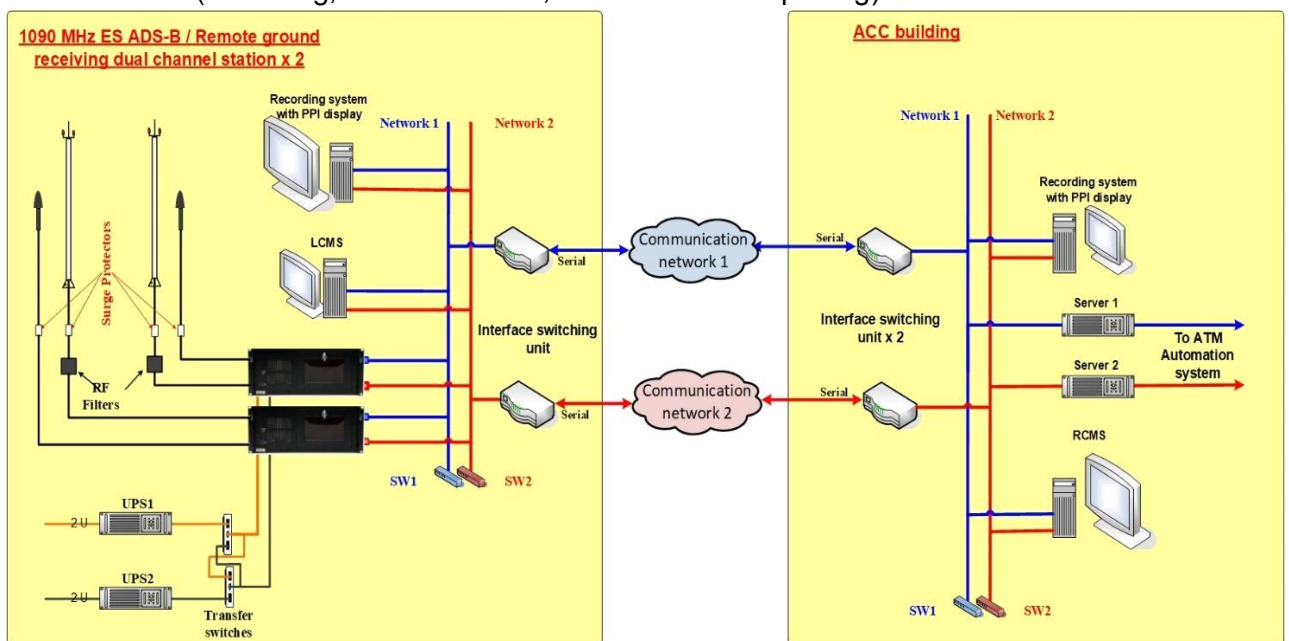 1090 MHz ES ADS-B / Remote ground
receiving dual channel station x 2
Recording system
with PPI display
Network 1
Network 2
LCMS
Surge Protectors
RF
Filters
Interface switching
unit
Serial
Serial
SW1
SW2
UPS1
2 U
UPS2
2 U
Transfer
switches
Communication
network 1
Communication
network 2
ACC building
Network 1
Network 2
Recording system
with PPI display
Serial
Server 1
Interface switching
unit x 2
To ATM
Automation
system
Server 2
Serial
RCMS
SW1
SW2